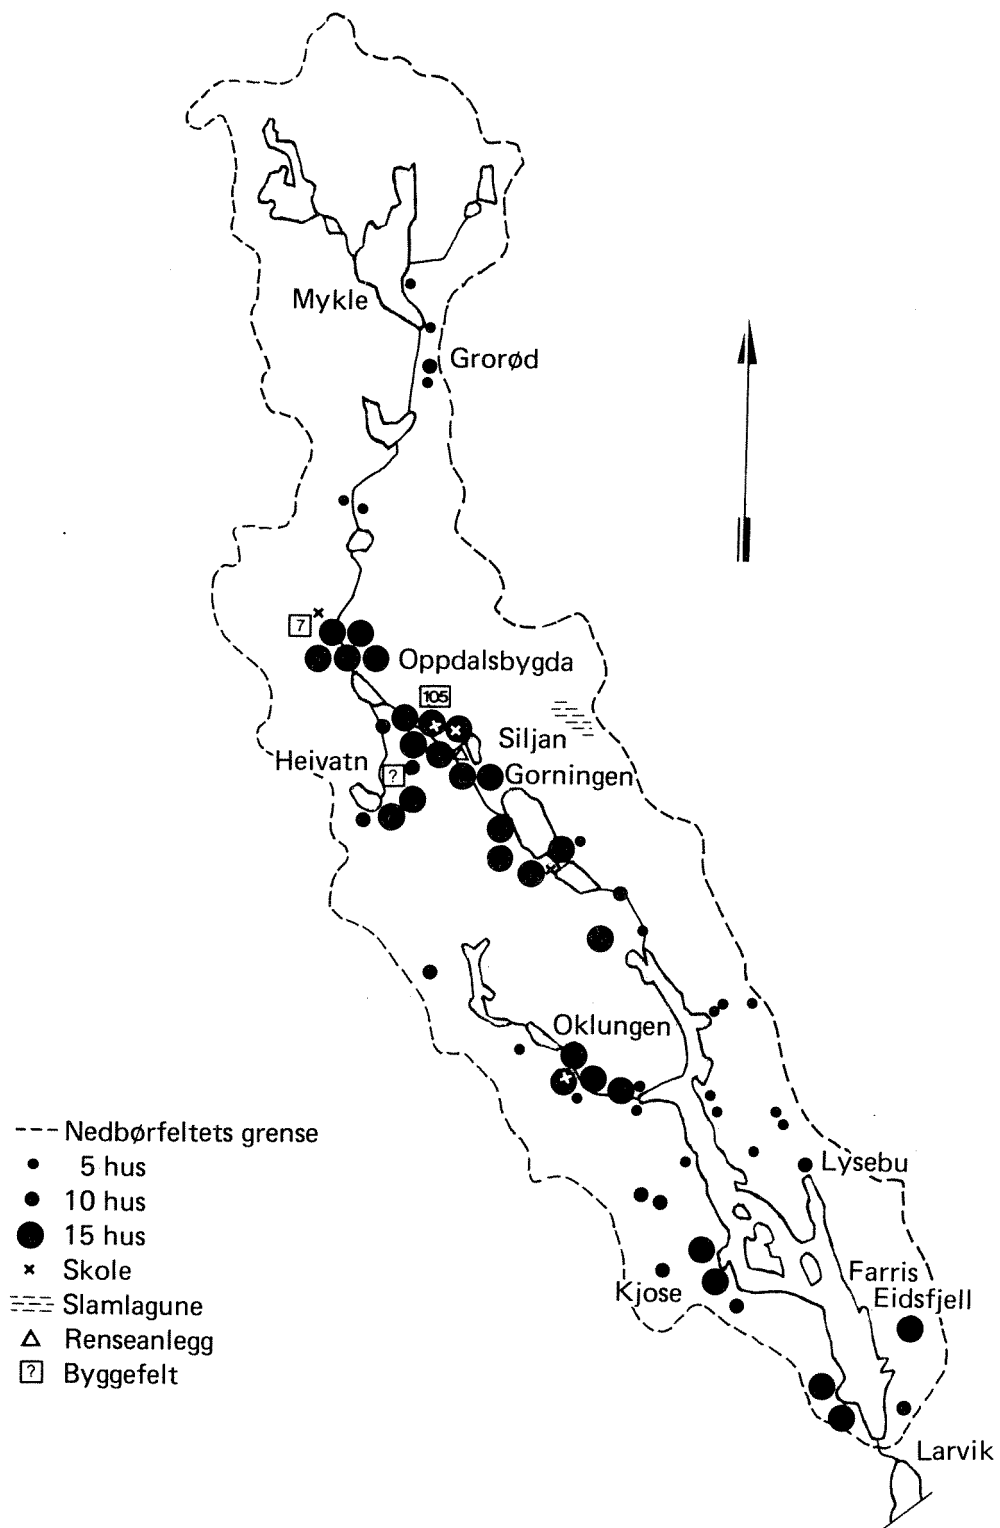 Mykle
Grorød
7
Oppdalsbygda
105
Siljan
Heivatn
?
Gorningen
Oklungen
---- Nedbørfeltets grense
5 hus
10 hus
15 hus
Skole
Slamlagune
Renseanlegg
? Byggefelt
Lysebu
Farris
Eidsfjell
Kjose
Larvik